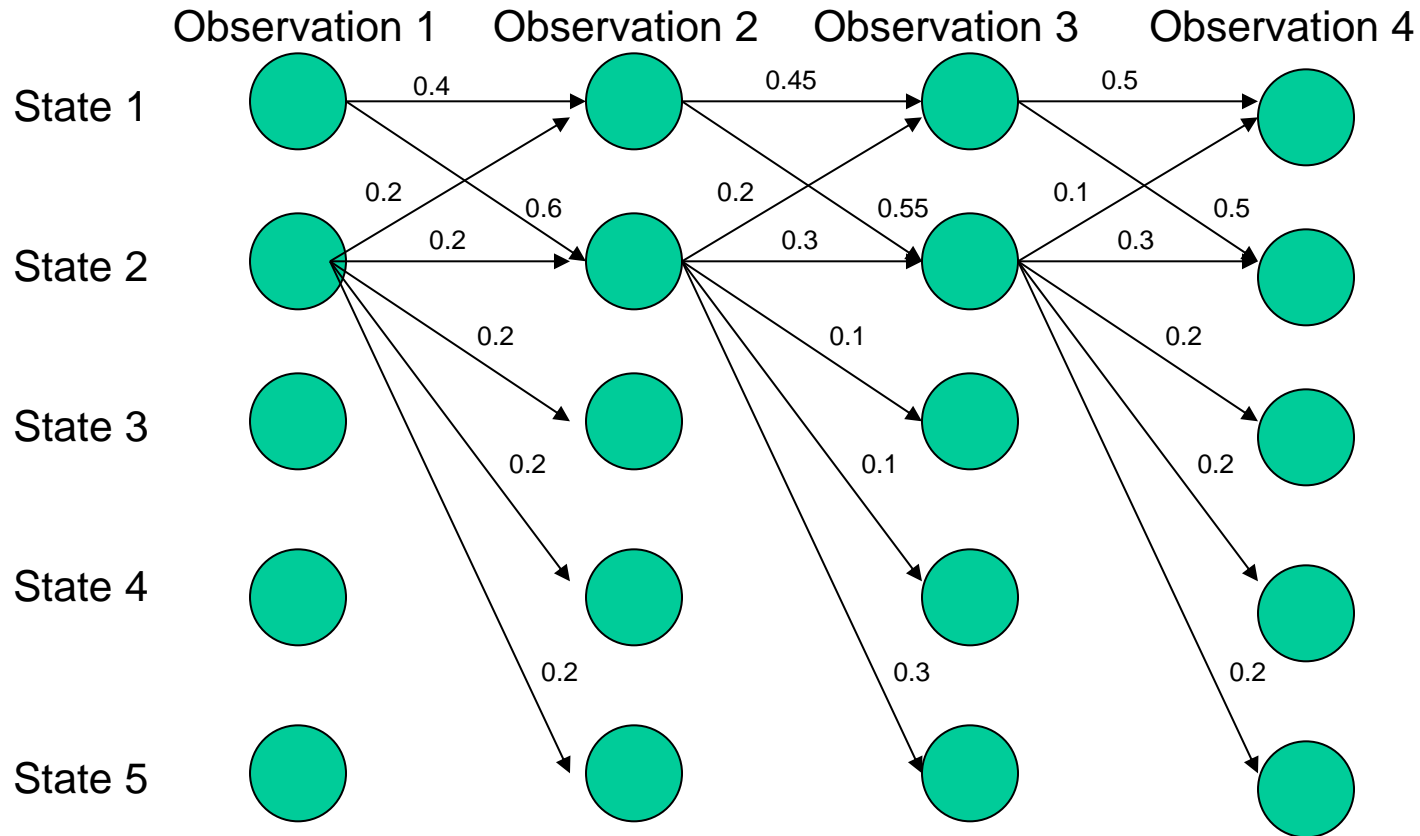 Observation 1 Observation 2 Observation 3 Observation 4
State 1
0.4 0.45 0.5
0.2 0.6 0.2 0.55 0.1 0.5
State 2
0.2 0.3 0.3
0.2 0.1 0.2
State 3
0.2 0.1 0.2
State 4
0.2 0.3 0.2
State 5